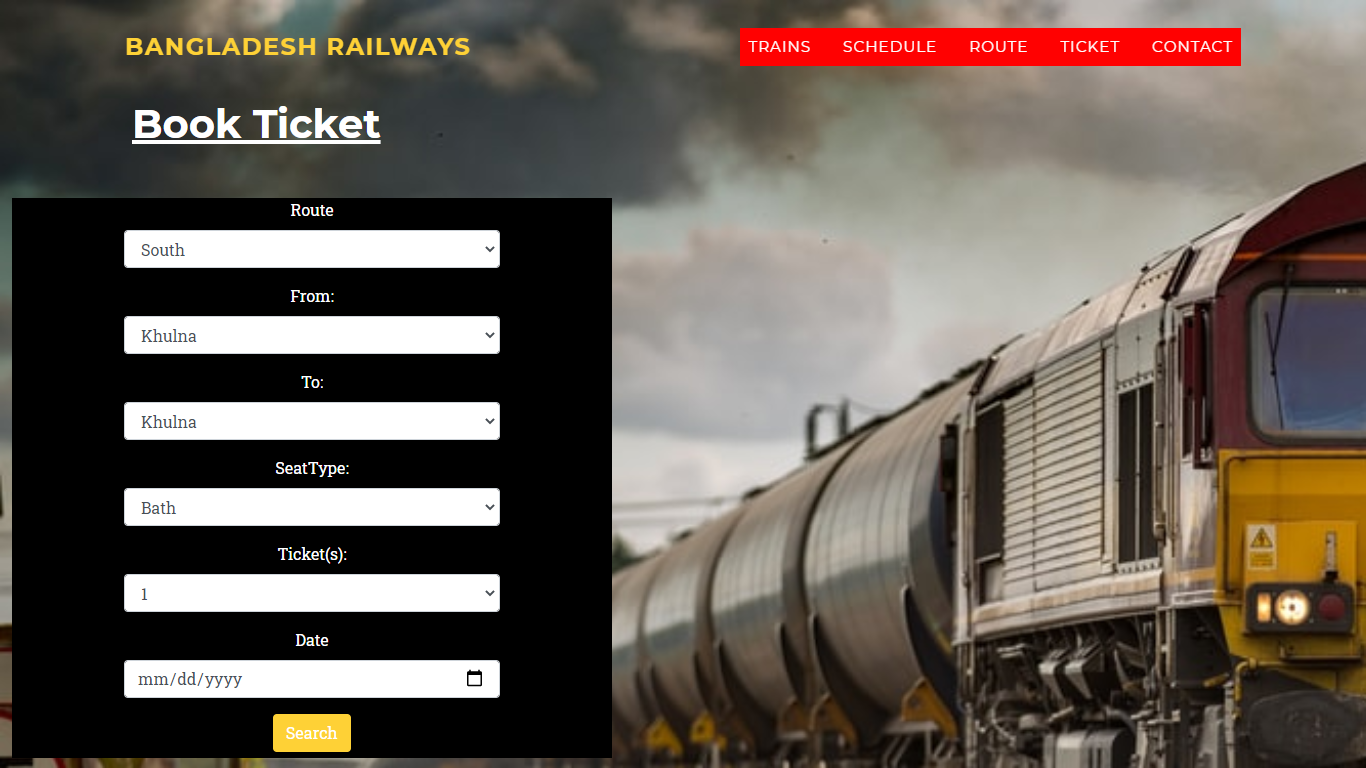 BANGLADESH RAILWAYS
TRAINS SCHEDULE ROUTE TICKET CONTACT
Book Ticket
Route
South
From:
Khulna
To:
Khulna
SeatType:
Bath
Ticket(s):
1
Date
mm/dd/yyyy
Search